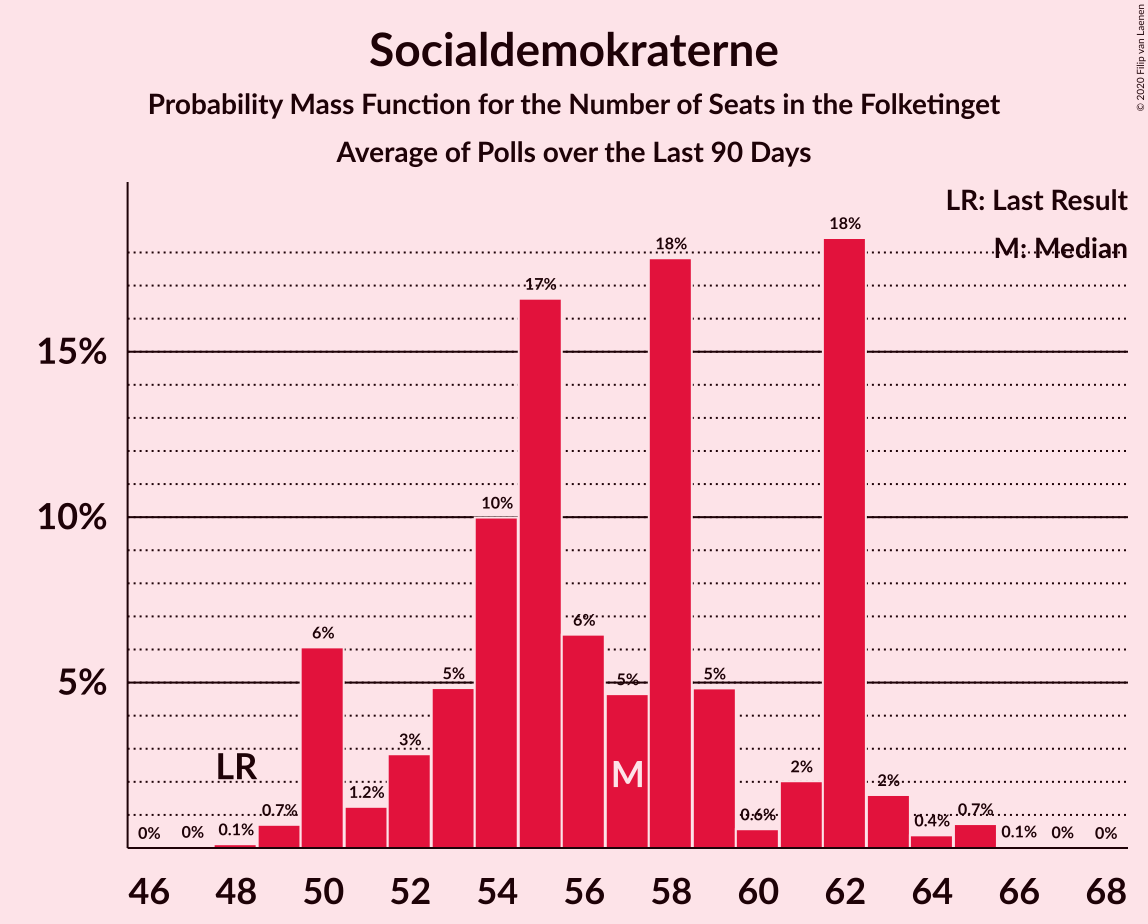 Socialdemokraterne
Probability Mass Function for the Number of Seats in the Folketinget
Average of Polls over the Last 90 Days
© 2020 Filip van Laenen
LR: Last Result
M: Median
15%
10%
5%
0%
0%
0.1%
0.7%
6%
1.2%
3%
5%
10%
17%
6%
5%
18%
5%
0.6%
2%
18%
2%
0.4%
0.7%
0.1%
0%
0%
LR
M
46 48 50 52 54 56 58 60 62 64 66 68